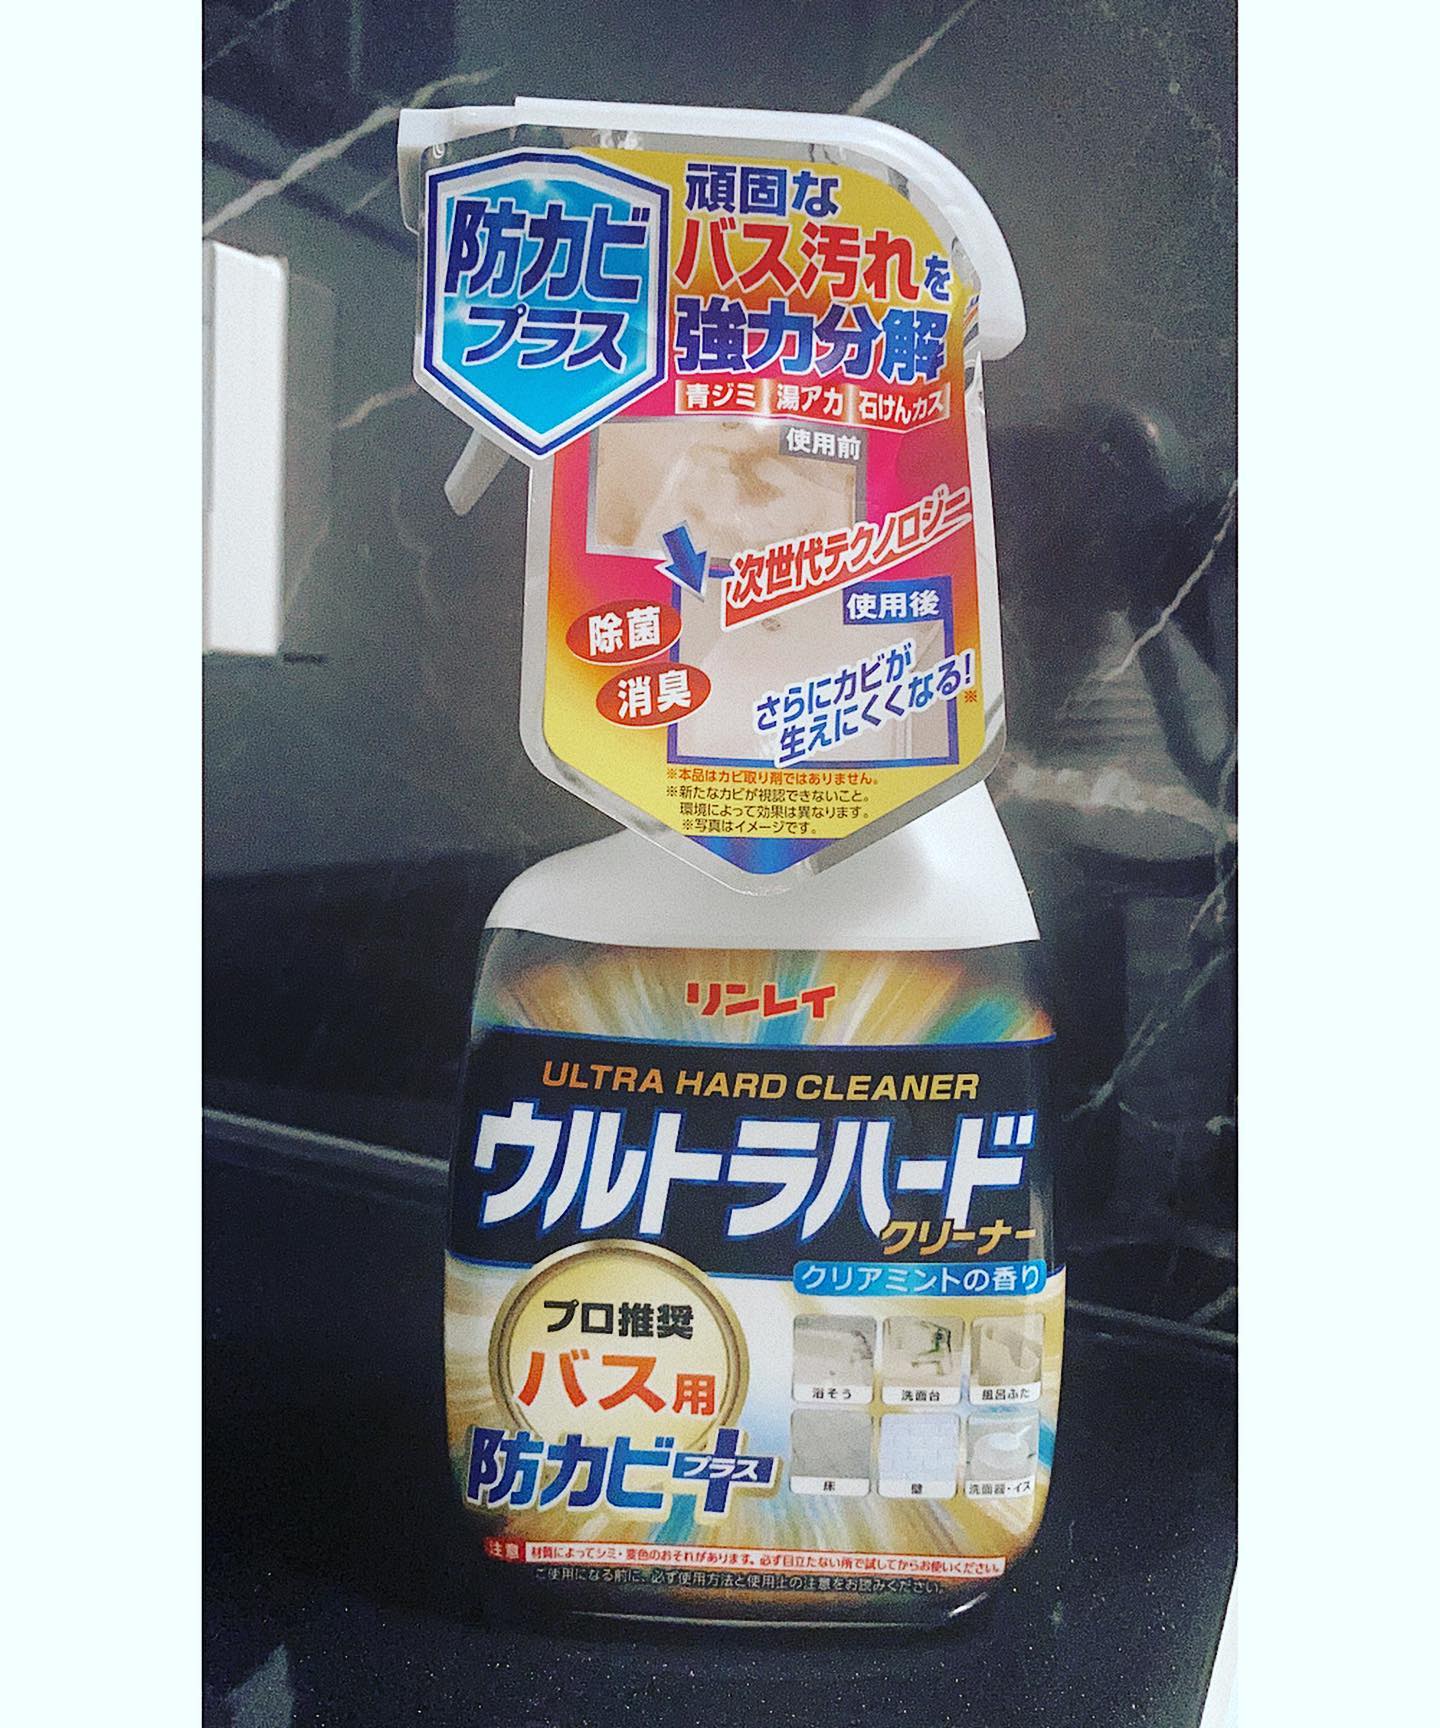 防カビ
プラス
頑固な
バス汚れを
強力分解
青ジミ 湯アカ 石けんカス
使用前
次世代テクノロジー
使用後
除菌
消臭
さらにカビが
生えにくくなる!※
※本品はカビ取り剤ではありません。
※新たなカビが視認できないこと。
環境によって効果は異なります。
※写真はイメージです。
リンレイ
ULTRA HARD CLEANER
ウルトラハード
クリーナー
クリアミントの香り
プロ推奨
バス用
防カビ+プラス
浴そう 洗面台 風呂ふた
床 壁 洗面器・イス
注意 材質によってシミ・変色のおそれがあります。必ず目立たない所で試してからお使いください。
ご使用になる前に、必ず使用方法と使用上の注意をお読みください。